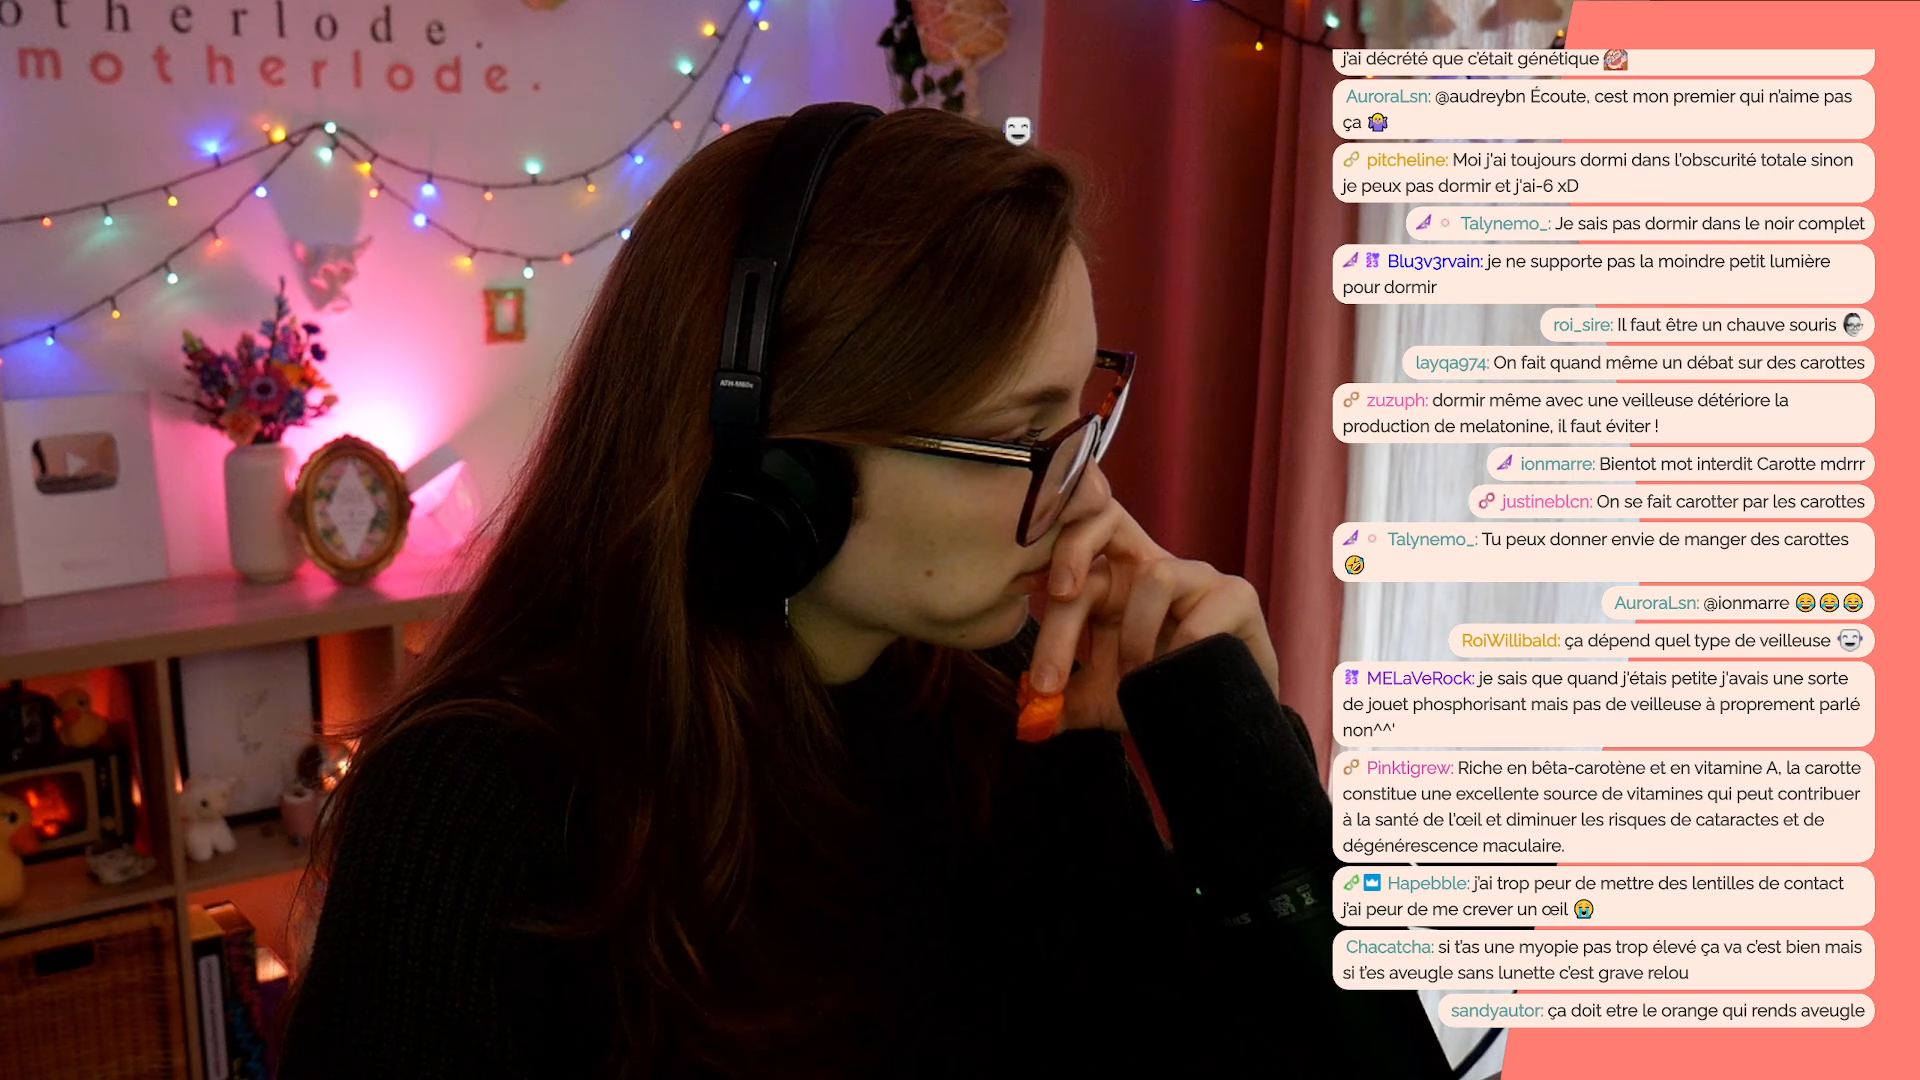 otherlode.
motherlode.
ATH-M60x
j'ai décrété que c'était génétique
AuroraLsn: @audreybn Écoute, cest mon premier qui n'aime pas
ça
pitcheline: Moi j'ai toujours dormi dans l'obscurité totale sinon
je peux pas dormir et j'ai-6 xD
Talynemo_: Je sais pas dormir dans le noir complet
Blu3v3rvain: je ne supporte pas la moindre petit lumière
pour dormir
roi_sire: Il faut être un chauve souris
layqa974: On fait quand même un débat sur des carottes
zuzuph: dormir même avec une veilleuse détériore la
production de melatonine, il faut éviter !
ionmarre: Bientot mot interdit Carotte mdrrr
justineblcn: On se fait carotter par les carottes
Talynemo_: Tu peux donner envie de manger des carottes
🤣
AuroraLsn: @ionmarre 😂😂😂
RoiWillibald: ça dépend quel type de veilleuse
MELaVeRock: je sais que quand j'étais petite j'avais une sorte
de jouet phosphorisant mais pas de veilleuse à proprement parlé
non^^'
Pinktigrew: Riche en bêta-carotène et en vitamine A, la carotte
constitue une excellente source de vitamines qui peut contribuer
à la santé de l'œil et diminuer les risques de cataractes et de
dégénérescence maculaire.
Hapebble: j'ai trop peur de mettre des lentilles de contact
j'ai peur de me crever un œil 😭
Chacatcha: si t'as une myopie pas trop élevé ça va c'est bien mais
si t'es aveugle sans lunette c'est grave relou
sandyautor: ça doit etre le orange qui rends aveugle